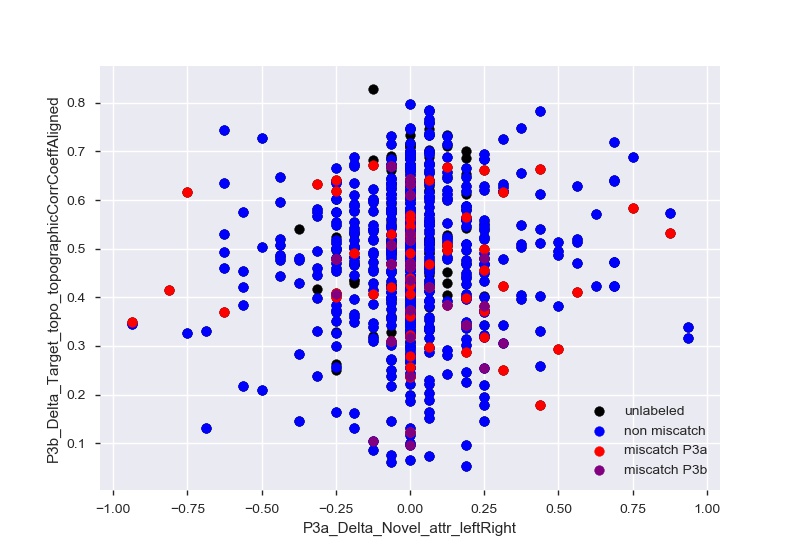 0.8
0.7
0.6
0.5
0.4
0.3
0.2
0.1
P3b_Delta_Target_topo_topographicCorrCoeffAligned
unlabeled
non miscatch
miscatch P3a
miscatch P3b
−1.00 −0.75 −0.50 −0.25 0.00 0.25 0.50 0.75 1.00
P3a_Delta_Novel_attr_leftRight